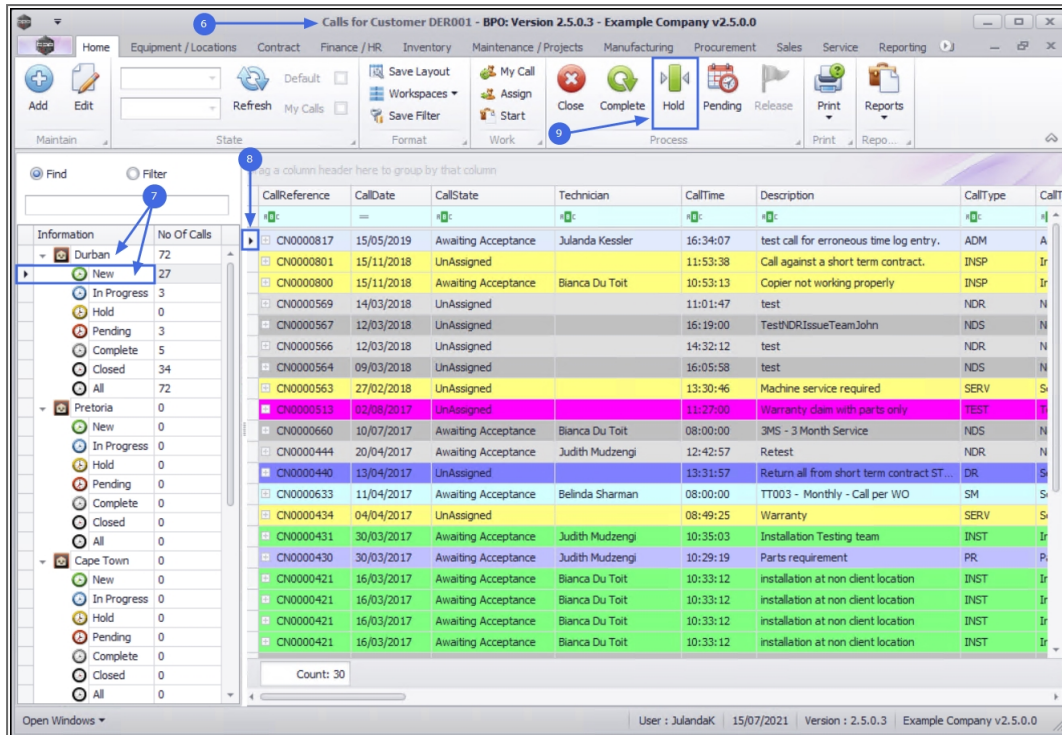 6 Calls for Customer DER001 - BPO: Version 2.5.0.3 - Example Company v2.5.0.0
Home Equipment / Locations Contract Finance / HR Inventory Maintenance / Projects Manufacturing Procurement Sales Service Reporting
Default Save Layout My Call
Workspaces Assign
My Calls Save Filter Start
Add Edit Refresh Close Complete Hold Pending Release Print Reports
9
Maintain State Format Work Process Print Repo...
8
Find Filter ag a column header here to group by that column
7
CallReference CallDate CallState Technician CallTime Description CallType CallT
Information No Of Calls
Durban 72
New 27
In Progress 3
Hold 0
Pending 3
Complete 5
Closed 34
All 72
Pretoria 0
New 0
In Progress 0
Hold 0
Pending 0
Complete 0
Closed 0
All 0
Cape Town 0
New 0
In Progress 0
Hold 0
Pending 0
Complete 0
Closed 0
All 0
CN0000817 15/05/2019 Awaiting Acceptance Julanda Kessler 16:34:07 test call for erroneous time log entry. ADM A
CN0000801 15/11/2018 UnAssigned 11:53:38 Call against a short term contract. INSP Ir
CN0000800 15/11/2018 Awaiting Acceptance Bianca Du Toit 10:53:13 Copier not working properly INSP Ir
CN0000569 14/03/2018 UnAssigned 11:01:47 test NDR N
CN0000567 12/03/2018 UnAssigned 16:19:00 TestNDRIssueTeamJohn NDS N
CN0000566 12/03/2018 UnAssigned 14:32:12 test NDR N
CN0000564 09/03/2018 UnAssigned 16:05:58 test NDS N
CN0000563 27/02/2018 UnAssigned 13:30:46 Machine service required SERV S
CN0000513 02/08/2017 UnAssigned 11:27:00 Warranty claim with parts only TEST T
CN0000660 10/07/2017 Awaiting Acceptance Bianca Du Toit 08:00:00 3MS - 3 Month Service NDS N
CN0000444 20/04/2017 Awaiting Acceptance Judith Mudzengi 12:42:57 Retest NDR N
CN0000440 13/04/2017 UnAssigned 13:31:57 Return all from short term contract ST... DR S
CN0000633 11/04/2017 Awaiting Acceptance Belinda Sharman 08:00:00 TT003 - Monthly - Call per WO SM S
CN0000434 04/04/2017 UnAssigned 08:49:25 Warranty SERV S
CN0000431 30/03/2017 Awaiting Acceptance Judith Mudzengi 10:35:03 Installation Testing team INST Ir
CN0000430 30/03/2017 Awaiting Acceptance Judith Mudzengi 10:29:19 Parts requirement PR P
CN0000421 16/03/2017 Awaiting Acceptance Bianca Du Toit 10:33:12 installation at non client location INST Ir
CN0000421 16/03/2017 Awaiting Acceptance Bianca Du Toit 10:33:12 installation at non client location INST Ir
CN0000421 16/03/2017 Awaiting Acceptance Bianca Du Toit 10:33:12 installation at non client location INST Ir
CN0000421 16/03/2017 Awaiting Acceptance Bianca Du Toit 10:33:12 installation at non client location INST Ir
Count: 30
Open Windows User : JulandaK 15/07/2021 Version : 2.5.0.3 Example Company v2.5.0.0